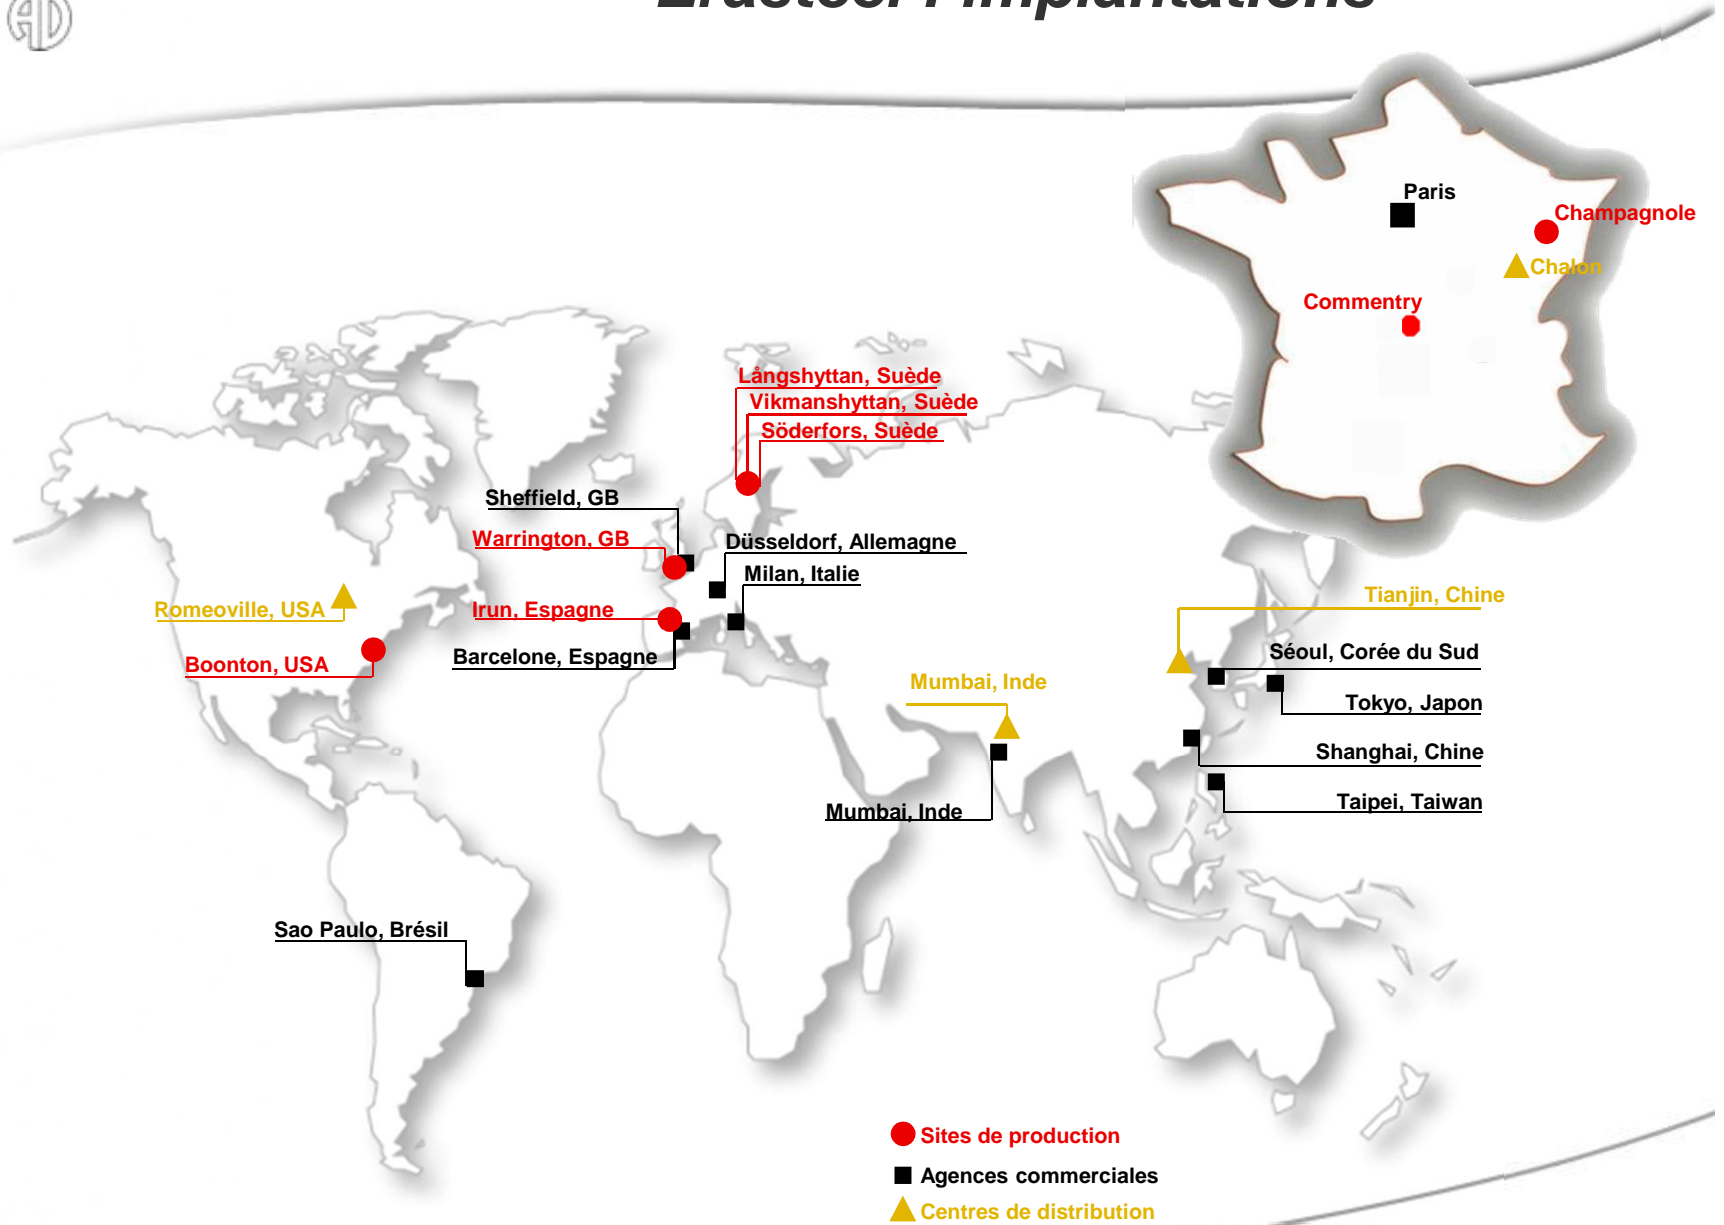 AD
Paris
Champagnole
Chalon
Commentry
Långshyttan, Suède
Vikmanshyttan, Suède
Söderfors, Suède
Sheffield, GB
Warrington, GB
Düsseldorf, Allemagne
Milan, Italie
Romeoville, USA
Irun, Espagne
Tianjin, Chine
Boonton, USA
Barcelone, Espagne
Séoul, Corée du Sud
Mumbai, Inde
Tokyo, Japon
Shanghai, Chine
Taipei, Taiwan
Mumbai, Inde
Sao Paulo, Brésil
Sites de production
Agences commerciales
Centres de distribution